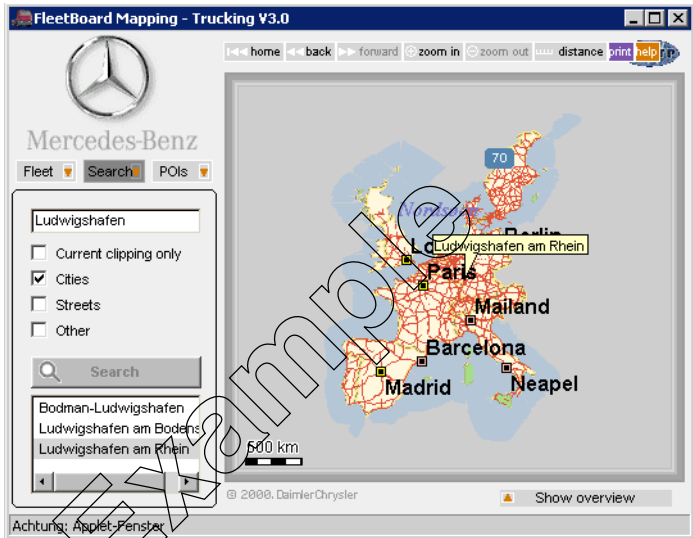 FleetBoard Mapping - Trucking V3.0
home back forward zoom in zoom out distance print help
Mercedes-Benz
Fleet Search POIs
Ludwigshafen
Current clipping only
Cities
Streets
Other
Search
Bodman-Ludwigshafen
Ludwigshafen am Bodens
Ludwigshafen am Rhein
70
Nordsee
Berlin
Lo
Ludwigshafen am Rhein
Paris
Mailand
Barcelona
Madrid
Neapel
500 km
© 2000, DaimlerChrysler
Show overview
Achtung: Applet-Fenster
Example